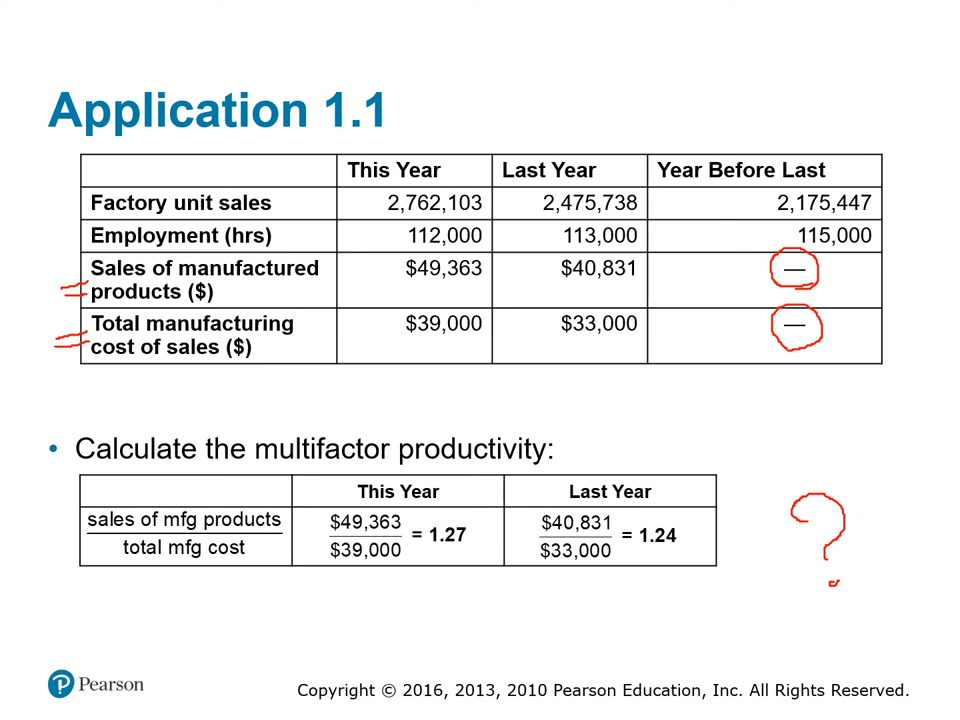 Application 1.1
This Year Last Year Year Before Last
Factory unit sales 2,762,103 2,475,738 2,175,447
Employment (hrs) 112,000 113,000 115,000
Sales of manufactured $49,363 $40,831 —
products ($)
Total manufacturing $39,000 $33,000 —
cost of sales ($)
• Calculate the multifactor productivity:
This Year Last Year
sales of mfg products $49,363 = 1.27 $40,831 = 1.24
total mfg cost $39,000 $33,000
?
Pearson
Copyright © 2016, 2013, 2010 Pearson Education, Inc. All Rights Reserved.